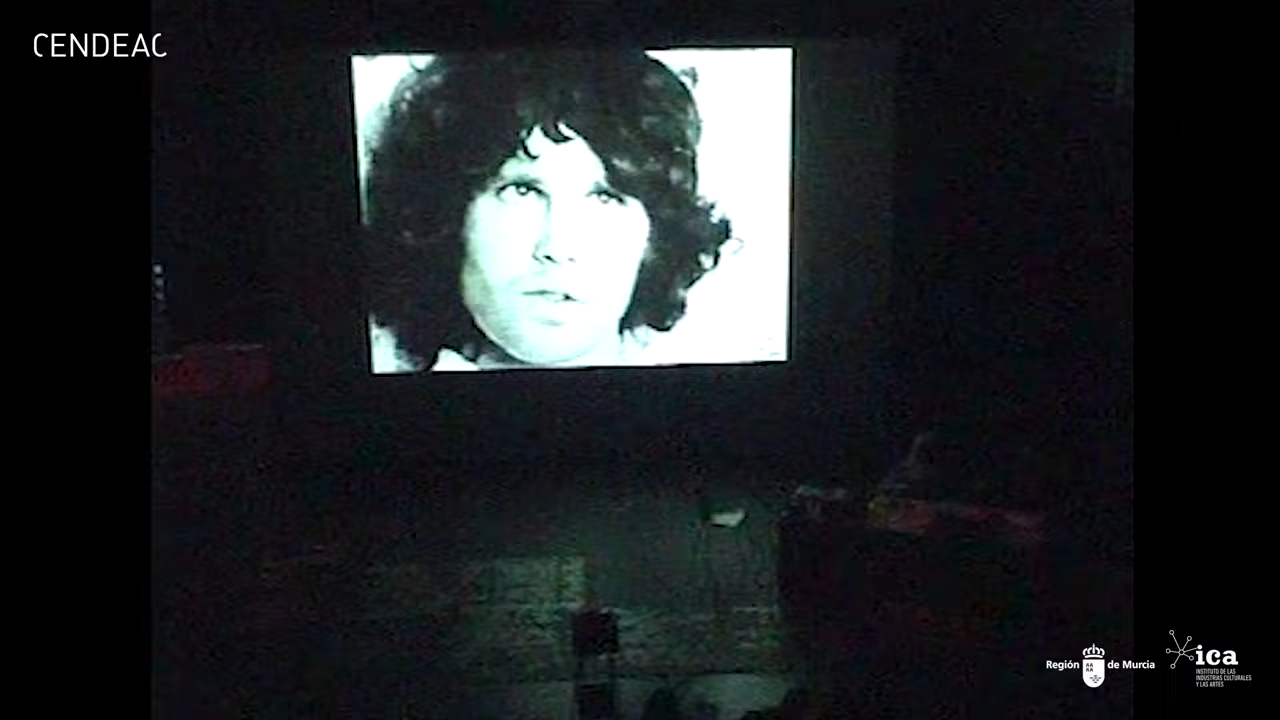 CENDEAC
Región de Murcia
ica
INSTITUTO DE LAS
INDUSTRIAS CULTURALES
Y LAS ARTES